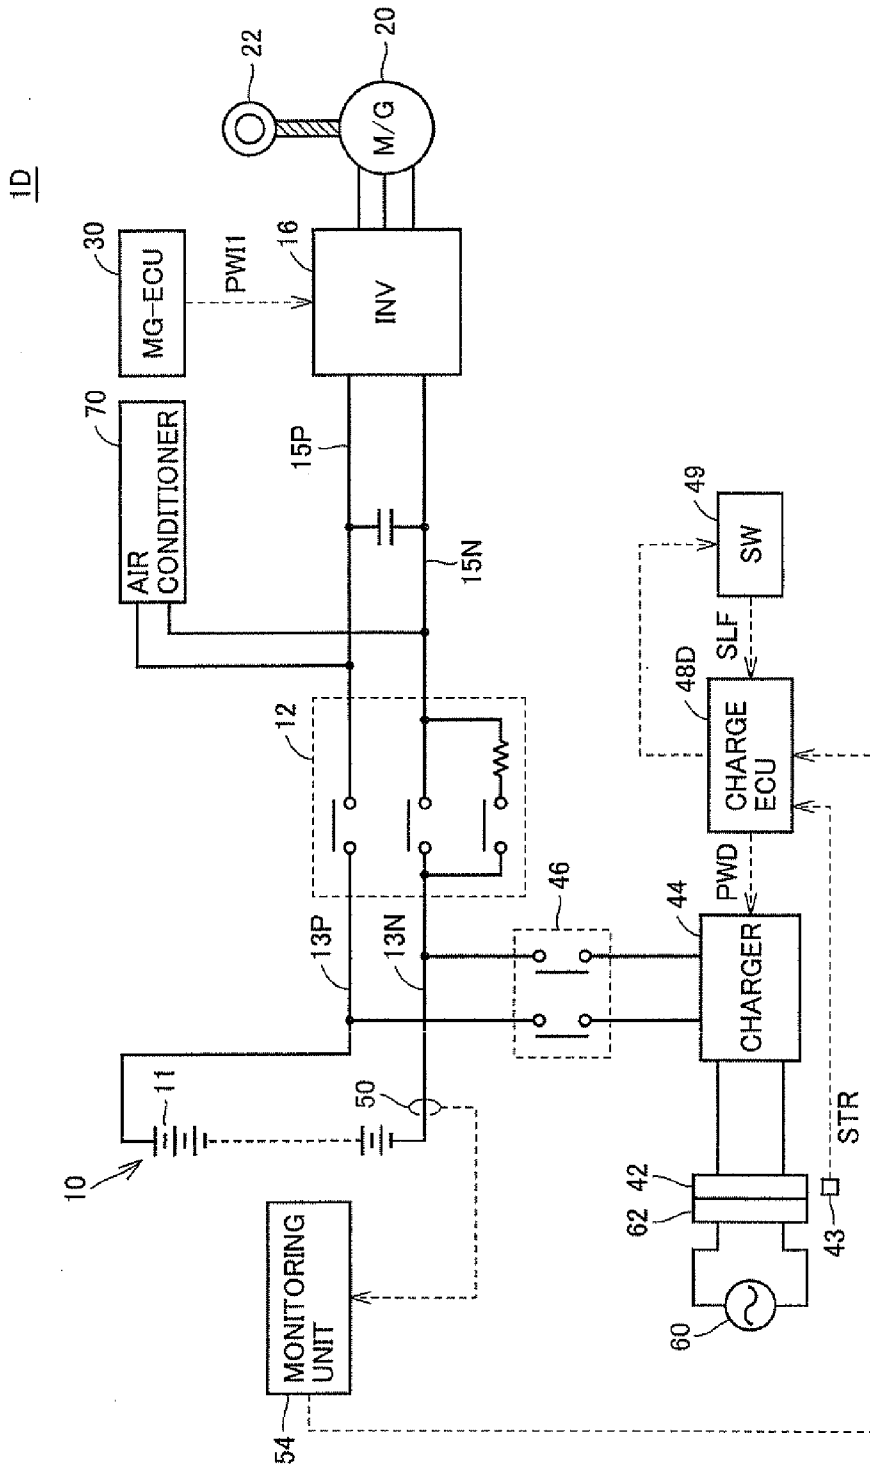 1D
22
20
M/G
30
MG-ECU
PWI1
16
INV
70
AIR
CONDITIONER
15P
15N
12
13P
13N
46
10
11
50
MONITORING
UNIT
54
49
SW
SLF
48D
CHARGE
ECU
PWD
44
CHARGER
42
62
60
43
STR